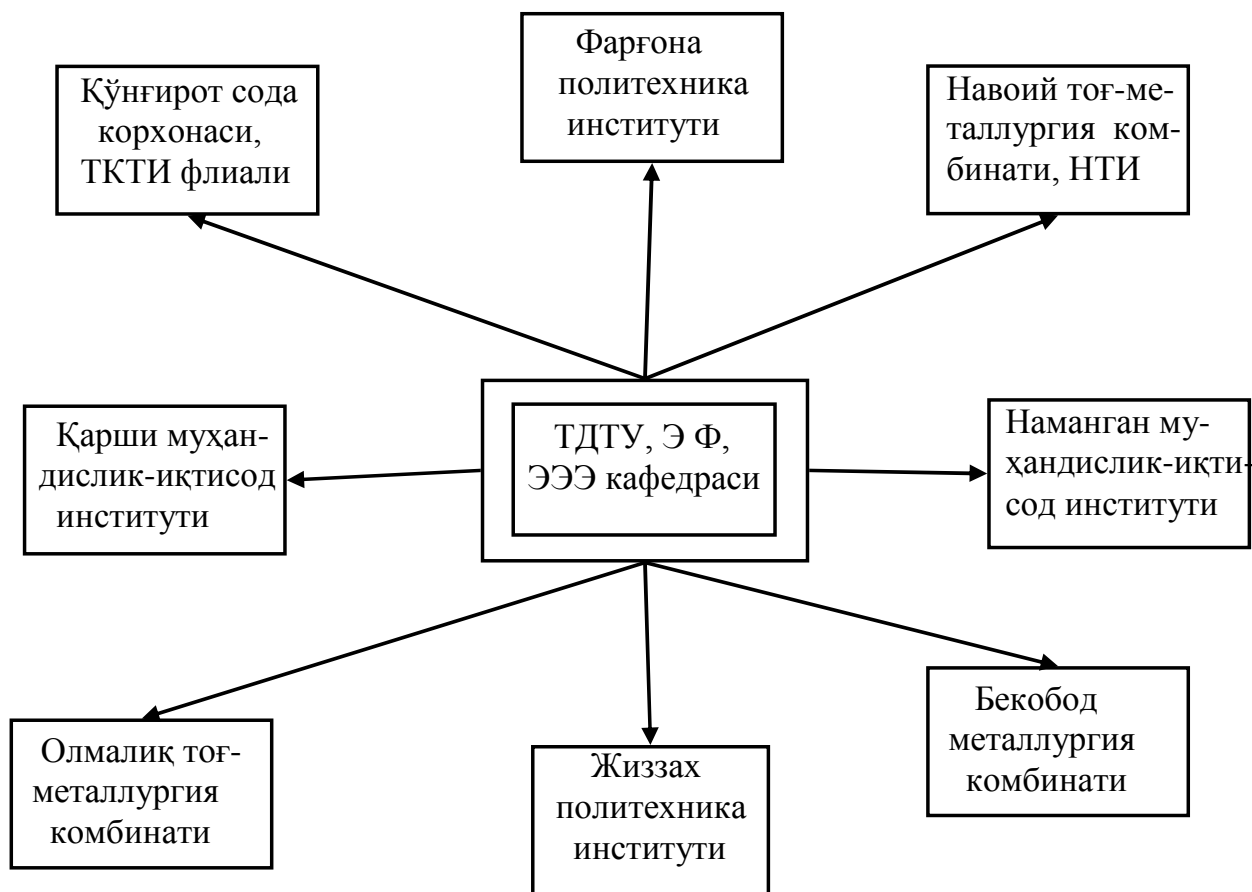 Фарғона
политехника
институти
Қўнғирот сода
корхонаси,
ТКТИ флиали
Навоий тоғ-ме-
таллургия ком-
бинати, НТИ
Қарши муҳан-
дислик-иқтисод
институти
ТДТУ, Э Ф,
ЭЭЭ кафедраси
Наманган му-
ҳандислик-иқти-
сод институти
Олмалиқ тоғ-
металлургия
комбинати
Жиззах
политехника
институти
Бекобод
металлургия
комбинати